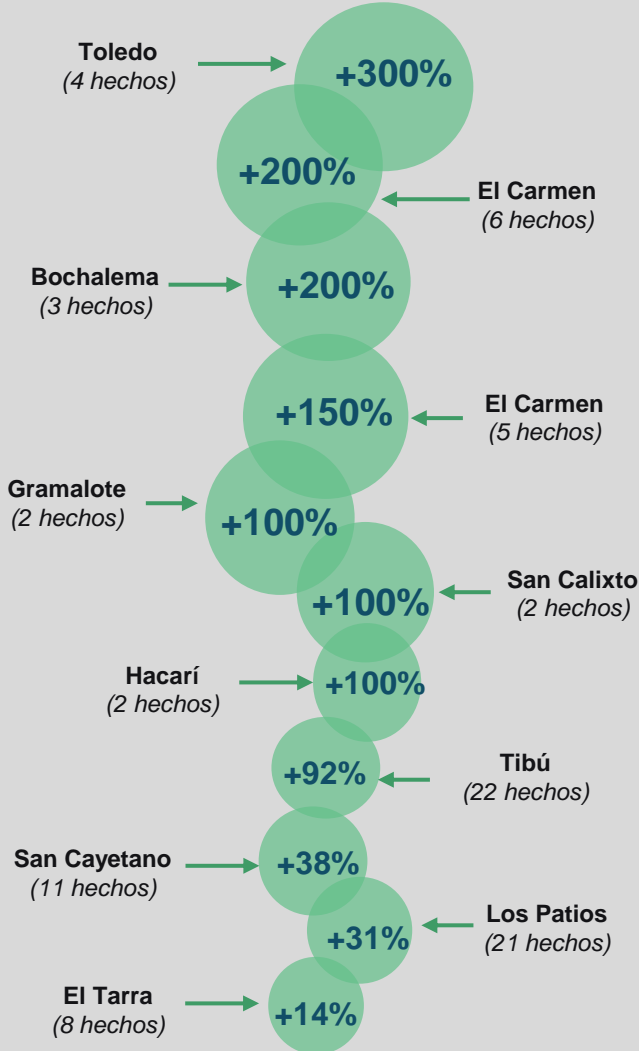 Toledo
(4 hechos)
+300%
+200%
El Carmen
(6 hechos)
Bochalema
(3 hechos)
+200%
+150%
El Carmen
(5 hechos)
Gramalote
(2 hechos)
+100%
+100%
San Calixto
(2 hechos)
Hacarí
(2 hechos)
+100%
+92%
Tibú
(22 hechos)
San Cayetano
(11 hechos)
+38%
+31%
Los Patios
(21 hechos)
El Tarra
(8 hechos)
+14%